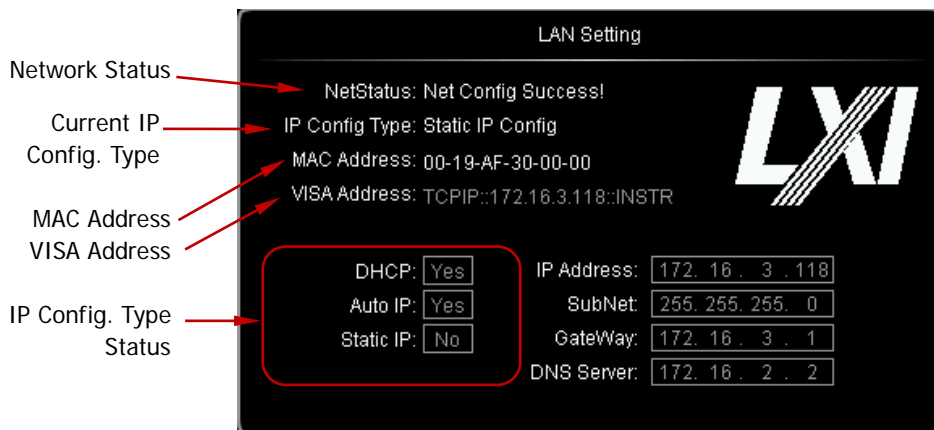 LAN Setting
Network Status
NetStatus: Net Config Success!
Current IP
Config. Type
IP Config Type: Static IP Config
MAC Address: 00-19-AF-30-00-00
VISA Address: TCPIP::172.16.3.118::INSTR
LXI
MAC Address
VISA Address
IP Config. Type
Status
DHCP: Yes
Auto IP: Yes
Static IP: No
IP Address: 172. 16 . 3 .118
SubNet: 255. 255. 255. 0
GateWay: 172. 16 . 3 . 1
DNS Server: 172. 16 . 2 . 2